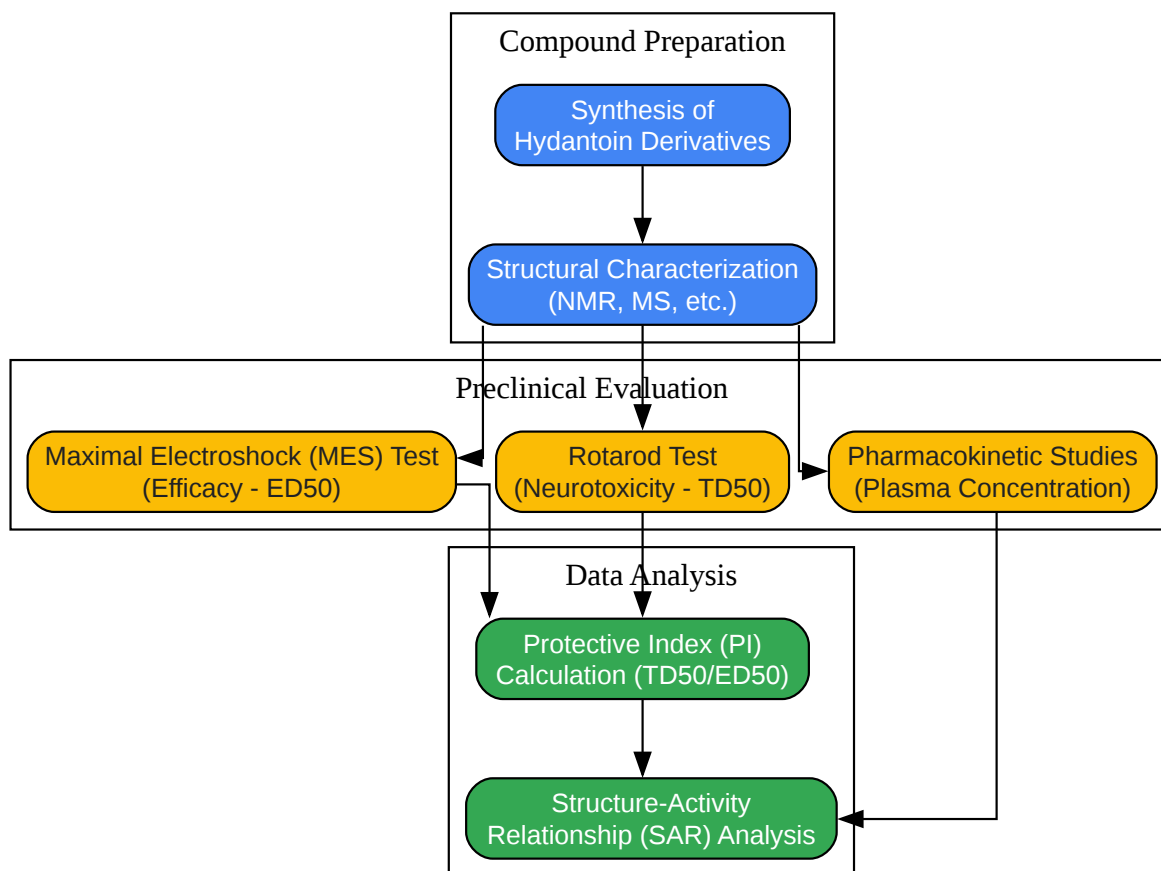 Compound Preparation
Synthesis of
Hydantoin Derivatives
Structural Characterization
(NMR, MS, etc.)
Preclinical Evaluation
Maximal Electroshock (MES) Test
(Efficacy - ED50)
Rotarod Test
(Neurotoxicity - TD50)
Pharmacokinetic Studies
(Plasma Concentration)
Data Analysis
Protective Index (PI)
Calculation (TD50/ED50)
Structure-Activity
Relationship (SAR) Analysis